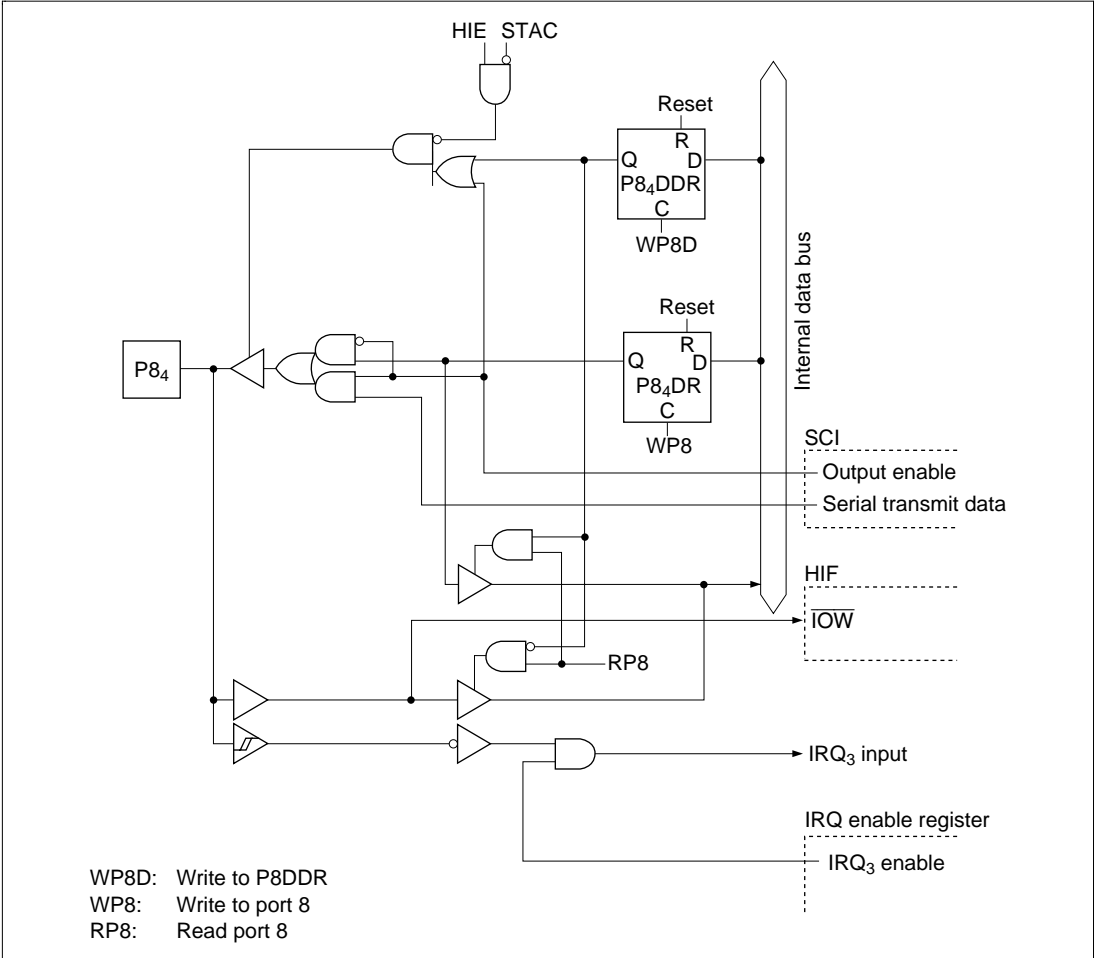 HIE STAC
Reset
R
Q D
P8₄DDR
C
WP8D
Internal data bus
Reset
R
Q D
P8₄DR
C
WP8
P8₄
SCI
Output enable
Serial transmit data
HIF
I̅O̅W̅
RP8
IRQ₃ input
IRQ enable register
IRQ₃ enable
WP8D: Write to P8DDR
WP8: Write to port 8
RP8: Read port 8